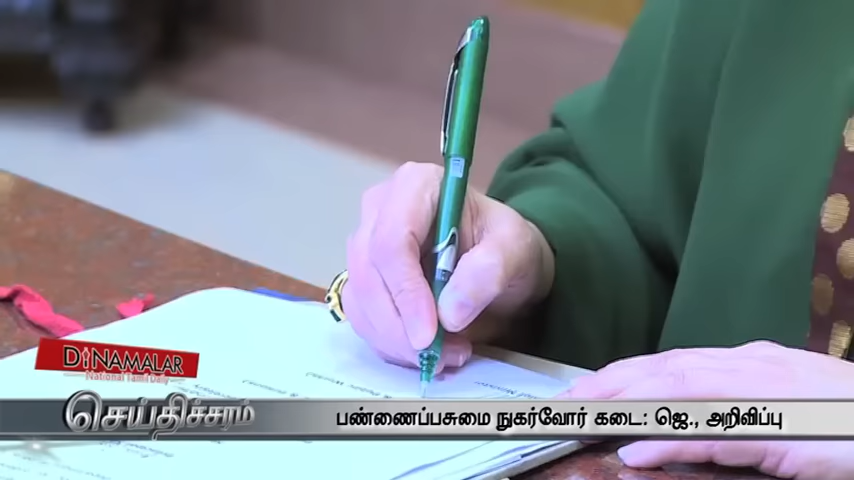 DINAMALAR
National Tamil Daily
செய்திச்சரம்
பண்ணைப்பசுமை நுகர்வோர் கடை: ஜெ., அறிவிப்பு